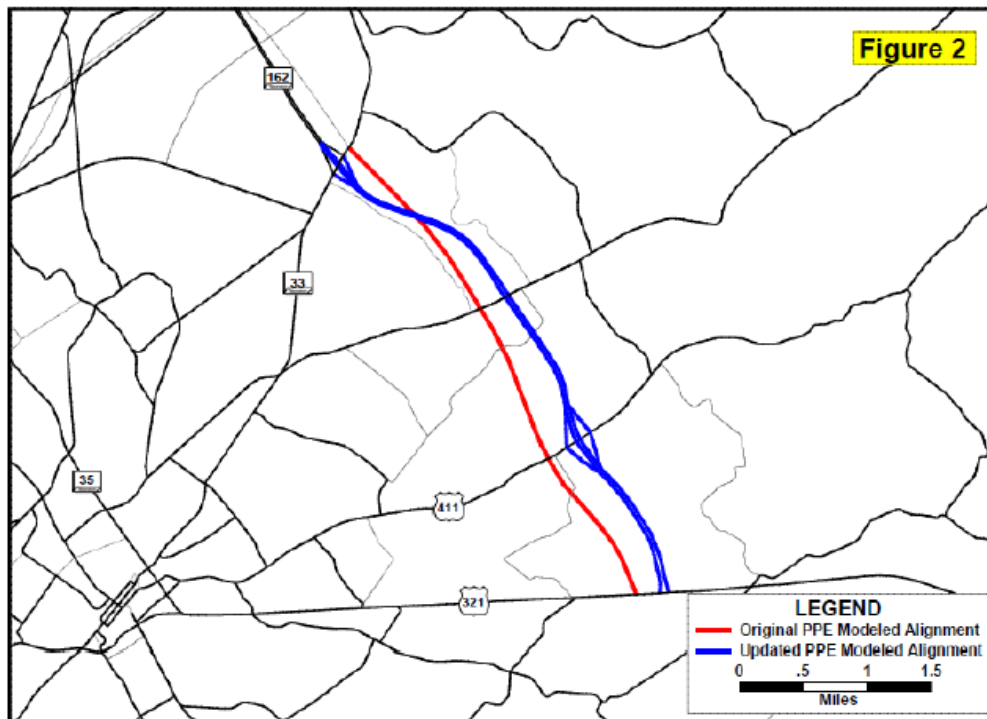 Figure 2
162
33
35
411
321
LEGEND
Original PPE Modeled Alignment
Updated PPE Modeled Alignment
0 .5 1 1.5
Miles